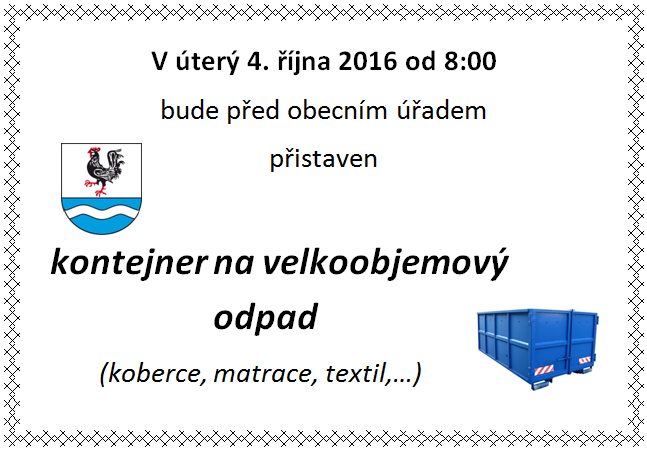 V úterý 4. října 2016 od 8:00
bude před obecním úřadem
přistaven
kontejner na velkoobjemový
odpad
(koberce, matrace, textil,...)